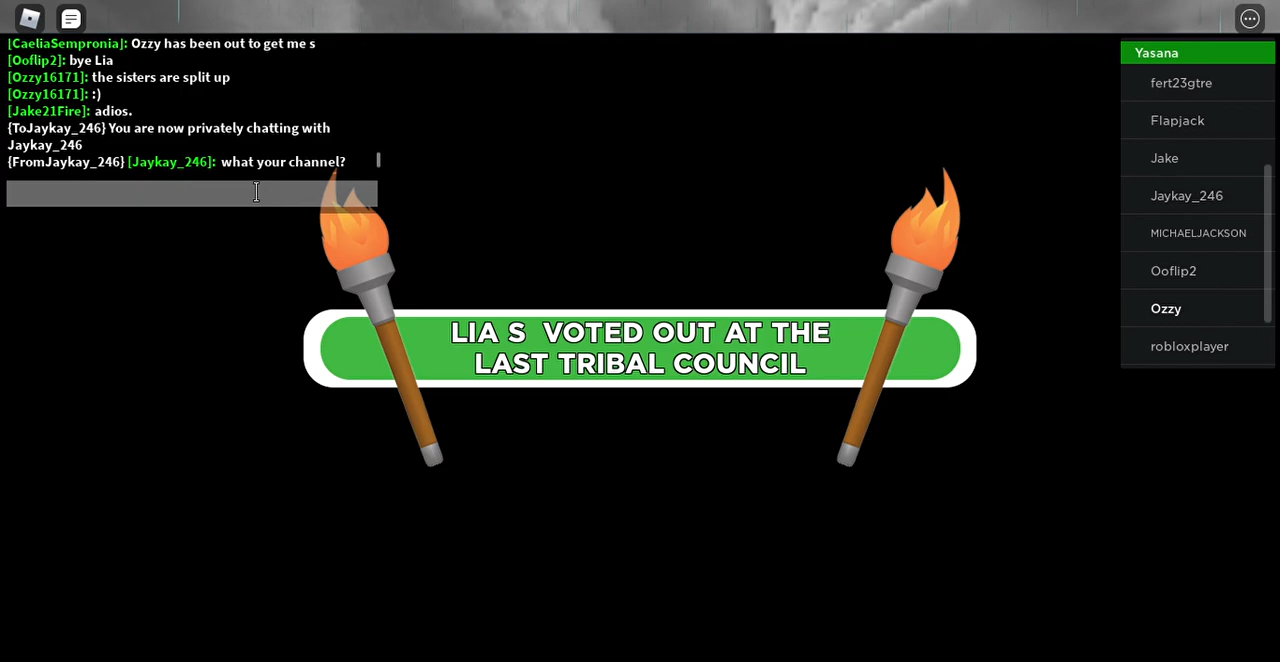 [CaeliaSempronia]: Ozzy has been out to get me s
[Ooflip2]: bye Lia
[Ozzy16171]: the sisters are split up
[Ozzy16171]: :)
[Jake21Fire]: adios.
{ToJaykay_246} You are now privately chatting with
Jaykay_246
{FromJaykay_246} [Jaykay_246]: what your channel?
Yasana
fert23gtre
Flapjack
Jake
Jaykay_246
MICHAELJACKSON
Ooflip2
Ozzy
robloxplayer
LIA S VOTED OUT AT THE
LAST TRIBAL COUNCIL